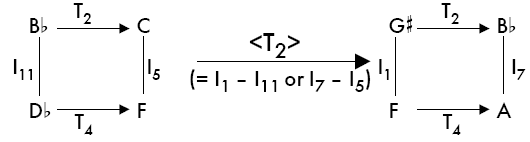 T₂ T₂
B♭ C <T₂> G♯ B♭
I₁₁ I₅ (= I₁ – I₁₁ or I₇ – I₅) I₁ I₇
D♭ F F A
T₄ T₄